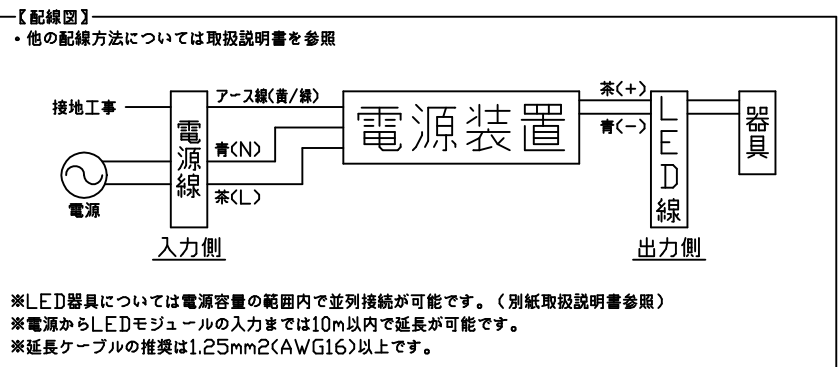 【配線図】
・他の配線方法については取扱説明書を参照
接地工事
アース線(黄/緑)
電源線
青(N)
茶(L)
電源
入力側
電源装置
茶(+)
青(-)
LED線
器具
出力側
※LED器具については電源容量の範囲内で並列接続が可能です。(別紙取扱説明書参照)
※電源からLEDモジュールの入力までは10m以内で延長が可能です。
※延長ケーブルの推奨は1.25mm2(AWG16)以上です。